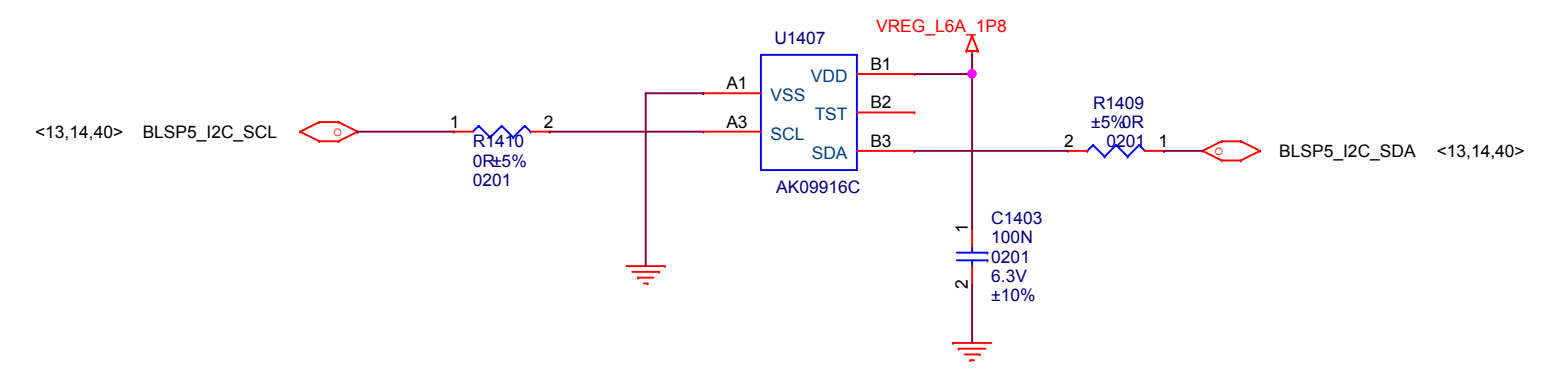 VREG_L6A_1P8
U1407
VDD B1
A1 VSS
TST B2
<13,14,40> BLSP5_I2C_SCL 1 2 A3 SCL
R1410
0R±5%
0201
SDA B3
AK09916C
R1409
±5%0R
0201
2 1 BLSP5_I2C_SDA <13,14,40>
C1403
100N
0201
6.3V
±10%
1
2